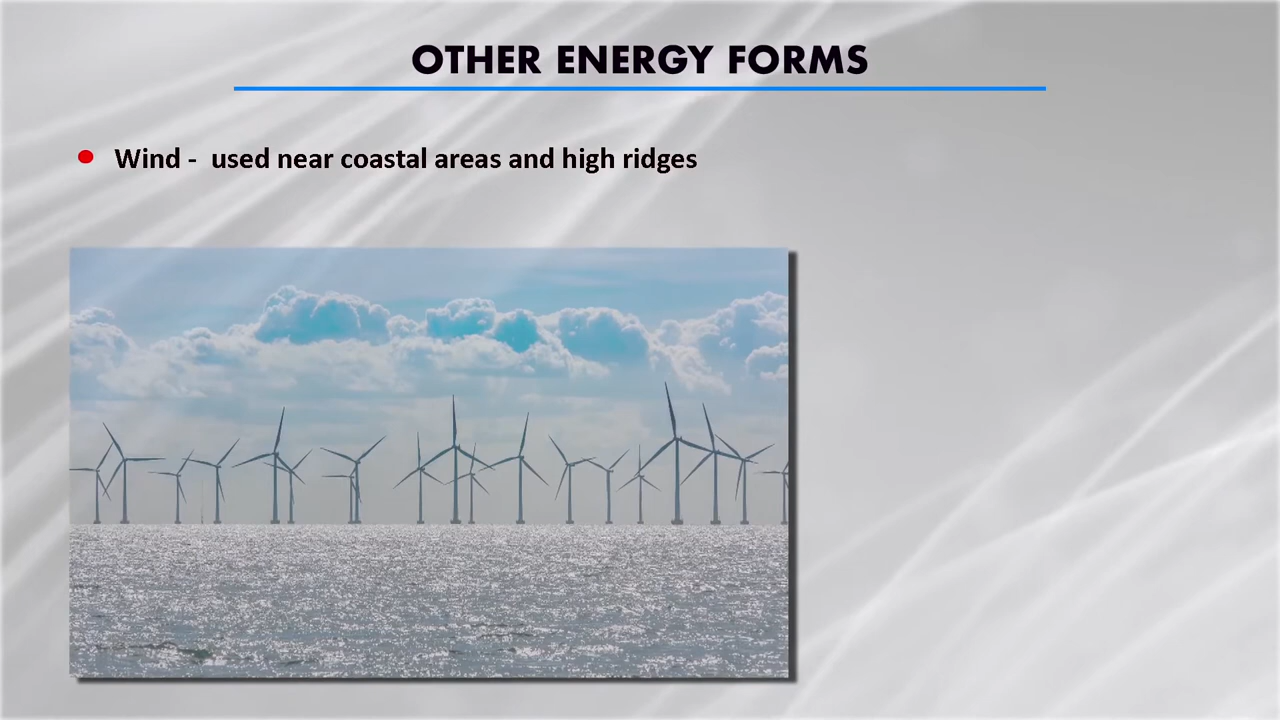 OTHER ENERGY FORMS
Wind - used near coastal areas and high ridges